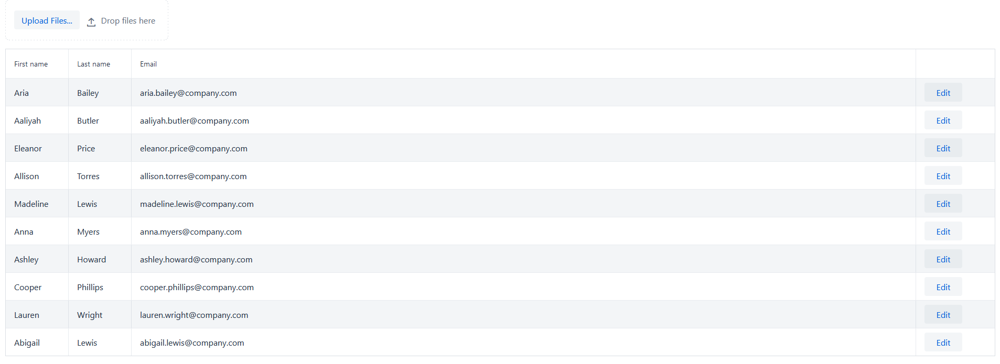 Upload Files... Drop files here
First name Last name Email
Aria Bailey aria.bailey@company.com Edit
Aaliyah Butler aaliyah.butler@company.com Edit
Eleanor Price eleanor.price@company.com Edit
Allison Torres allison.torres@company.com Edit
Madeline Lewis madeline.lewis@company.com Edit
Anna Myers anna.myers@company.com Edit
Ashley Howard ashley.howard@company.com Edit
Cooper Phillips cooper.phillips@company.com Edit
Lauren Wright lauren.wright@company.com Edit
Abigail Lewis abigail.lewis@company.com Edit